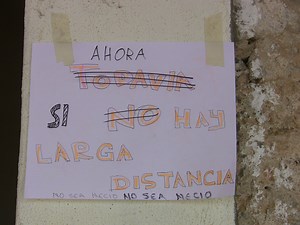 AHORA
TODAVIA
SI NO HAY
LARGA
DISTANCIA
NO SEA NECIO NO SEA NECIO